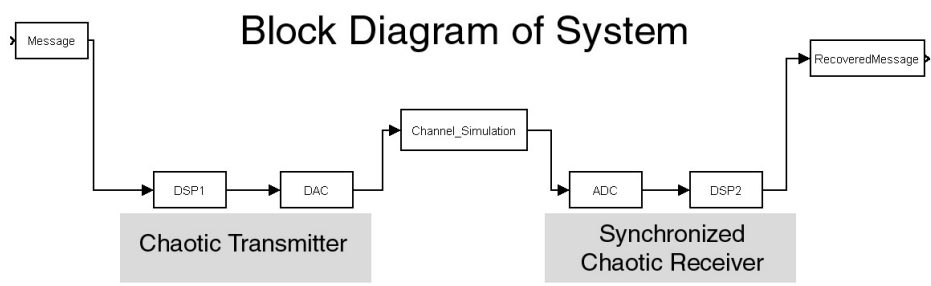 Block Diagram of System
Message
RecoveredMessage
Channel_Simulation
DSP1
DAC
ADC
DSP2
Chaotic Transmitter
Synchronized
Chaotic Receiver